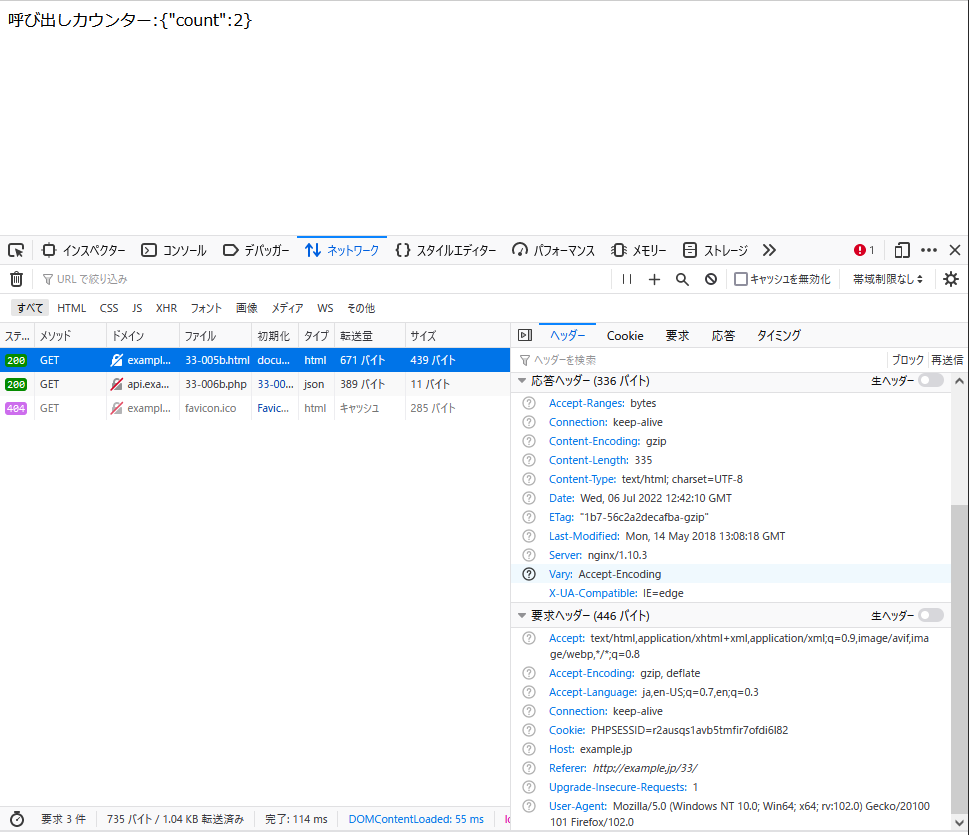 呼び出しカウンター:{"count":2}
インスペクター コンソール デバッガー ネットワーク スタイルエディター パフォーマンス メモリー ストレージ 1
URL で絞り込み キャッシュを無効化 帯域制限なし
すべて HTML CSS JS XHR フォント 画像 メディア WS その他
ステ... メソッド ドメイン ファイル 初期化 タイプ 転送量 サイズ
200 GET exampl... 33-005b.html docu... html 671 バイト 439 バイト
200 GET api.exa... 33-006b.php 33-00... json 389 バイト 11 バイト
404 GET exampl... favicon.ico Favic... html キャッシュ 285 バイト
ヘッダー Cookie 要求 応答 タイミング
ヘッダーを検索 ブロック 再送信
応答ヘッダー (336 バイト) 生ヘッダー
Accept-Ranges: bytes
Connection: keep-alive
Content-Encoding: gzip
Content-Length: 335
Content-Type: text/html; charset=UTF-8
Date: Wed, 06 Jul 2022 12:42:10 GMT
ETag: "1b7-56c2a2decafba-gzip"
Last-Modified: Mon, 14 May 2018 13:08:18 GMT
Server: nginx/1.10.3
Vary: Accept-Encoding
X-UA-Compatible: IE=edge
要求ヘッダー (446 バイト) 生ヘッダー
Accept: text/html,application/xhtml+xml,application/xml;q=0.9,image/avif,ima
ge/webp,*/*;q=0.8
Accept-Encoding: gzip, deflate
Accept-Language: ja,en-US;q=0.7,en;q=0.3
Connection: keep-alive
Cookie: PHPSESSID=r2ausqs1avb5tmfir7ofdi6l82
Host: example.jp
Referer: http://example.jp/33/
Upgrade-Insecure-Requests: 1
User-Agent: Mozilla/5.0 (Windows NT 10.0; Win64; x64; rv:102.0) Gecko/20100
101 Firefox/102.0
要求 3 件 735 バイト / 1.04 KB 転送済み 完了: 114 ms DOMContentLoaded: 55 ms